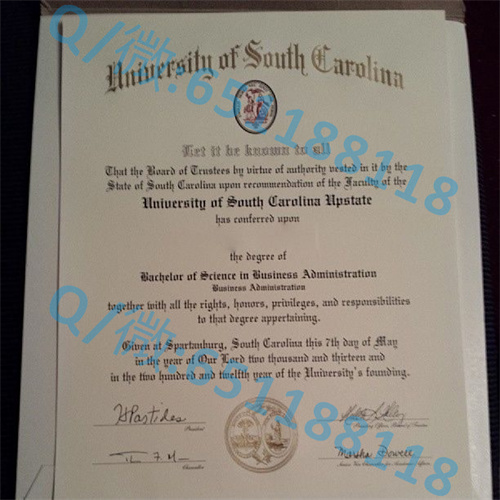 University of South Carolina
Let it be known to all
That the Board of Trustees by virtue of authority vested in it by the
State of South Carolina upon recommendation of the Faculty of the
University of South Carolina Upstate
has conferred upon
the degree of
Bachelor of Science in Business Administration
Business Administration
together with all the rights, honors, privileges, and responsibilities
to that degree appertaining.
Given at Spartanburg, South Carolina this 7th day of May
in the year of Our Lord two thousand and thirteen and
in the two hundred and twelfth year of the University's founding.
HPastides
President
Marsha Dowell
Chancellor
Q/微:651188118
Q/微:651188118